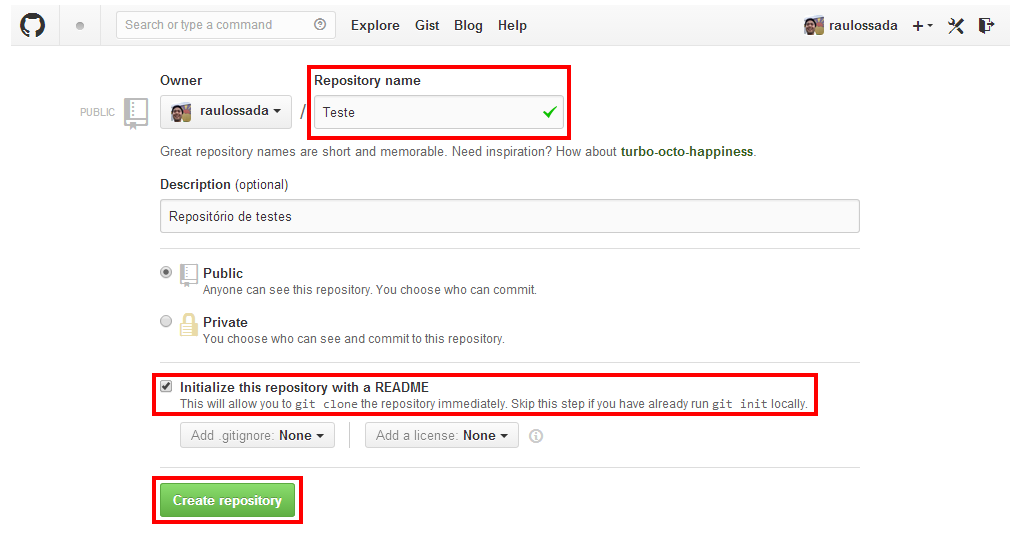 Search or type a command Explore Gist Blog Help raulossada
Owner Repository name
PUBLIC raulossada / Teste
Great repository names are short and memorable. Need inspiration? How about turbo-octo-happiness.
Description (optional)
Repositório de testes
Public
Anyone can see this repository. You choose who can commit.
Private
You choose who can see and commit to this repository.
Initialize this repository with a README
This will allow you to git clone the repository immediately. Skip this step if you have already run git init locally.
Add .gitignore: None Add a license: None
Create repository